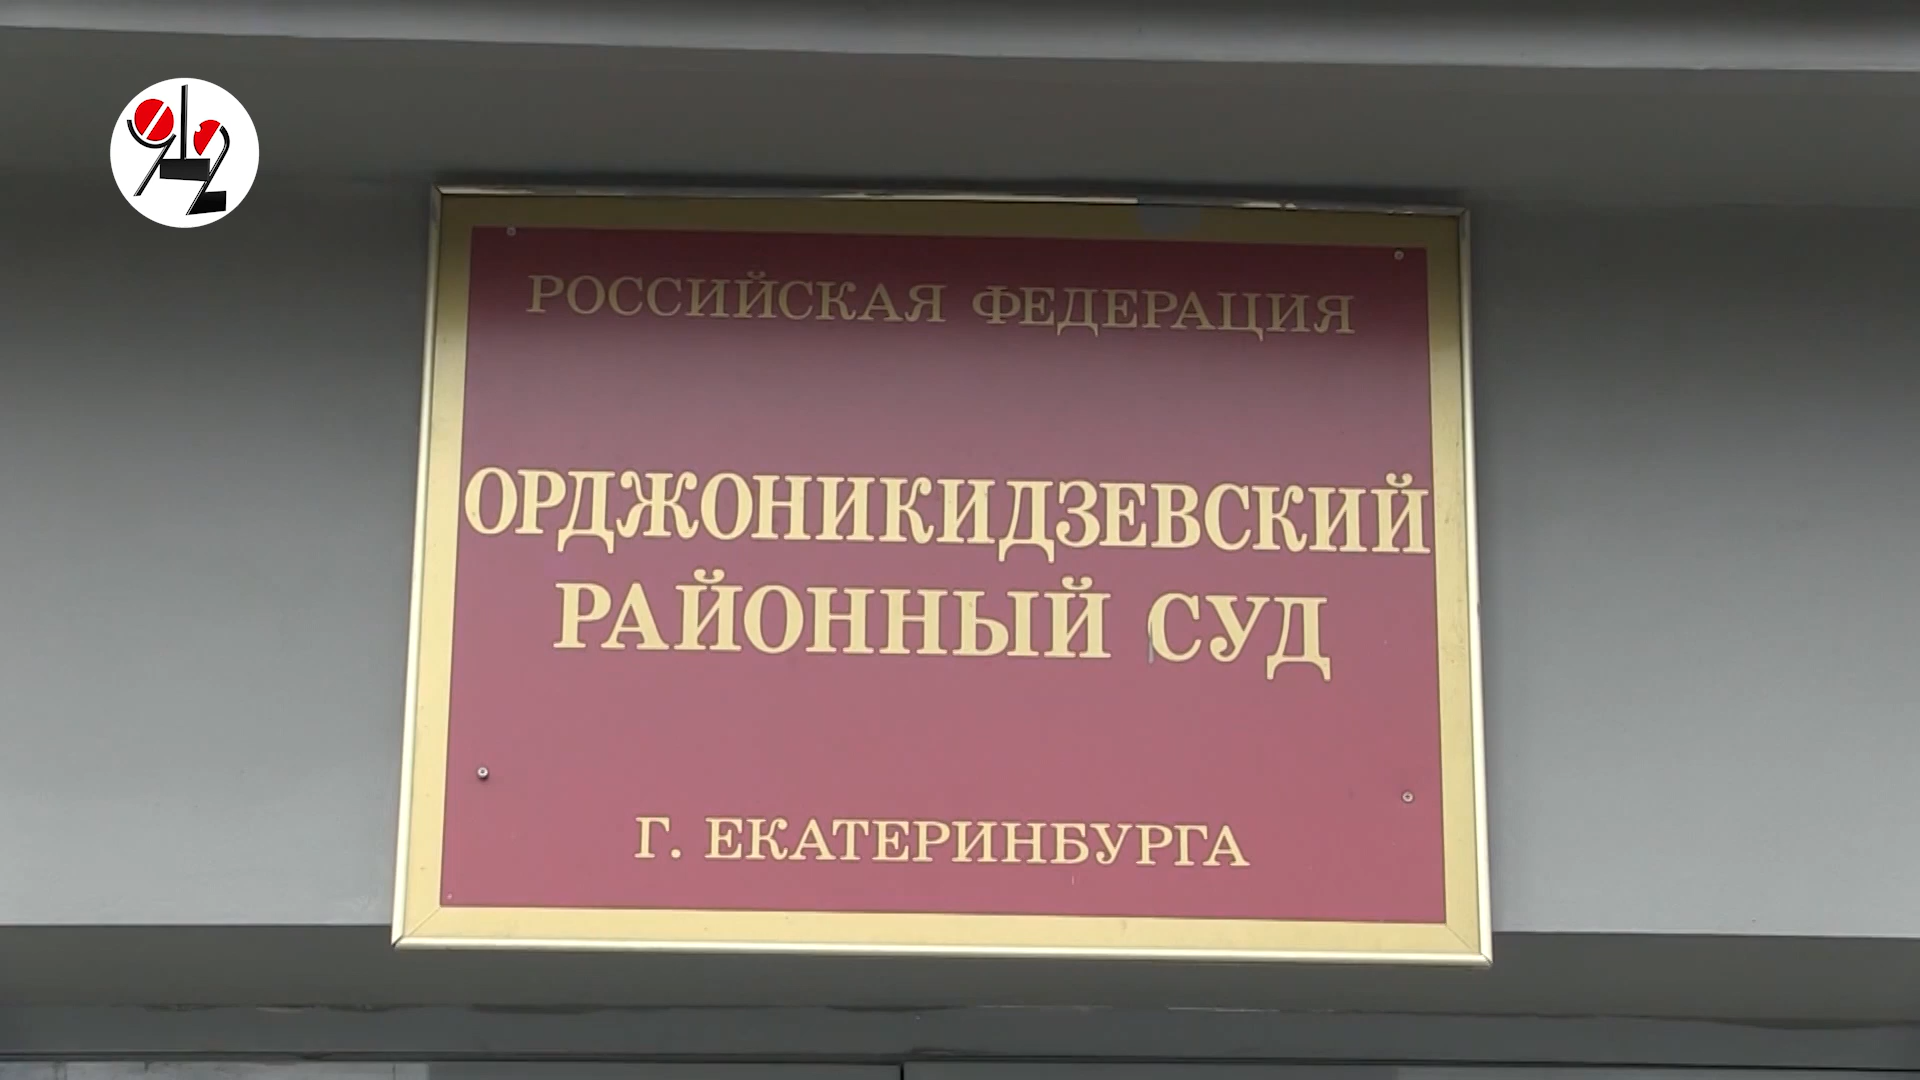 РОССИЙСКАЯ ФЕДЕРАЦИЯ
ОРДЖОНИКИДЗЕВСКИЙ
РАЙОННЫЙ СУД
Г. ЕКАТЕРИНБУРГА